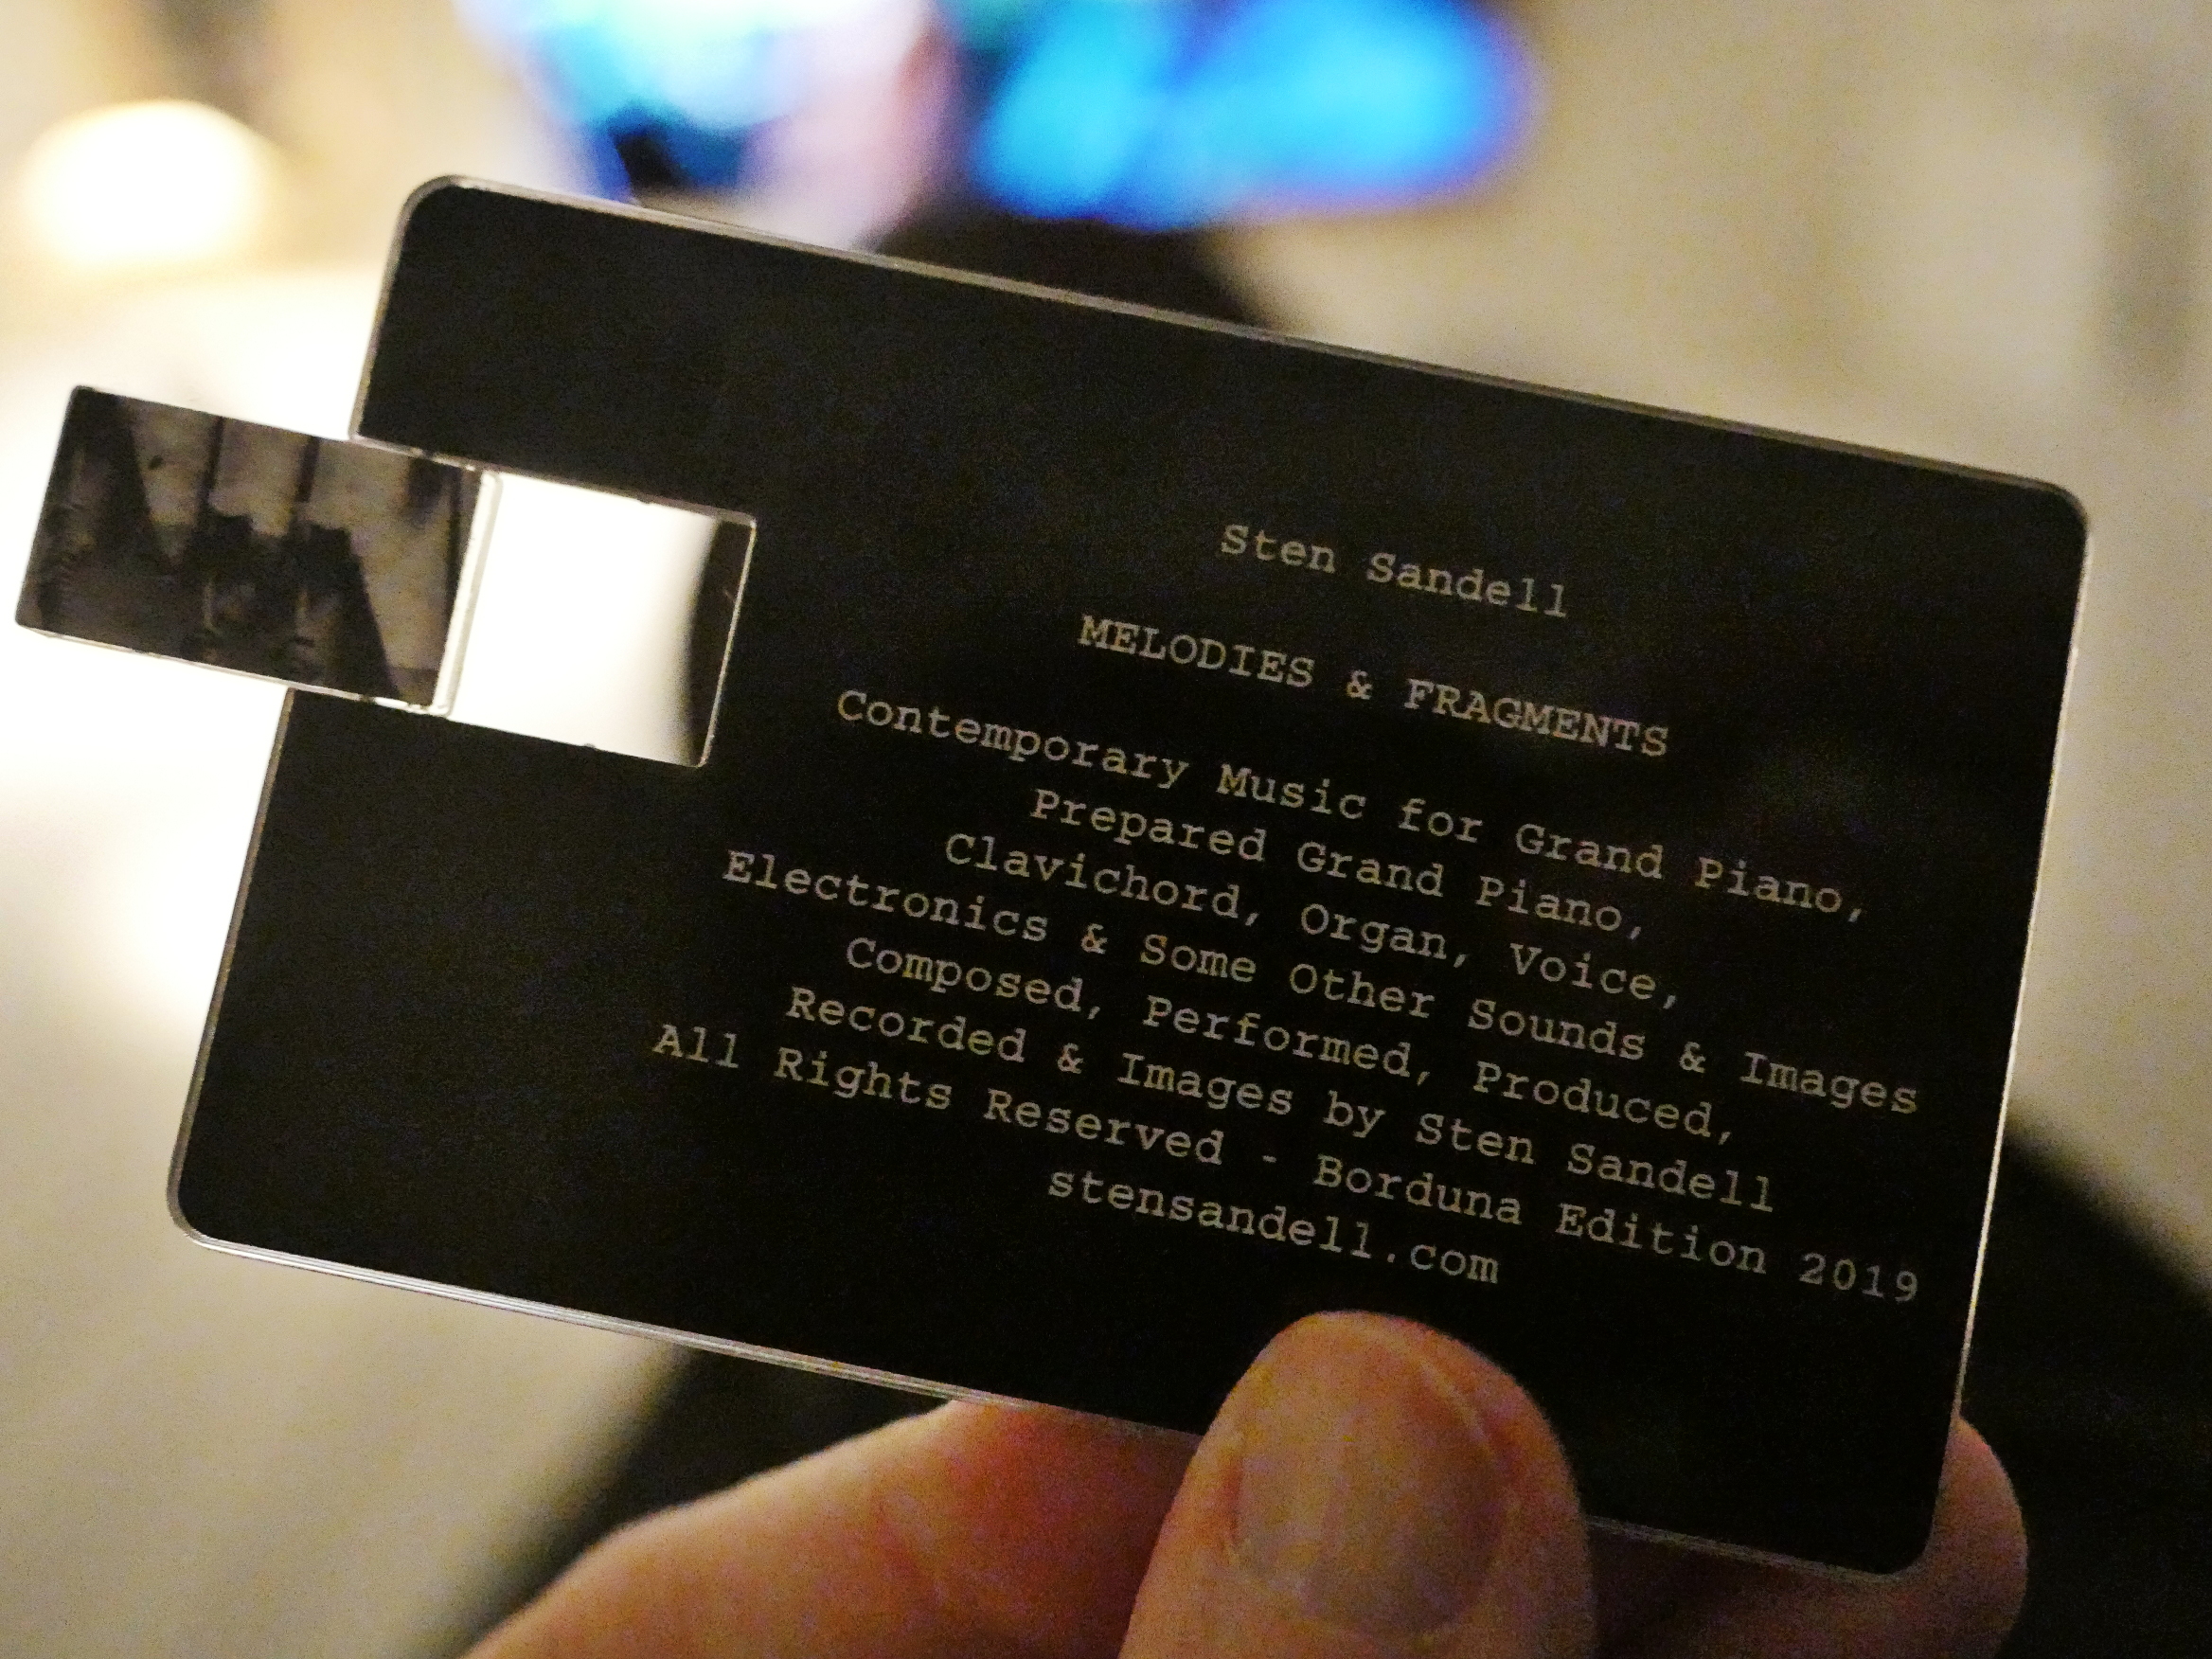 Sten Sandell
MELODIES & FRAGMENTS
Contemporary Music for Grand Piano,
Prepared Grand Piano,
Clavichord, Organ, Voice,
Electronics & Some Other Sounds & Images
Composed, Performed, Produced,
Recorded & Images by Sten Sandell
All Rights Reserved - Borduna Edition 2019
stensandell.com